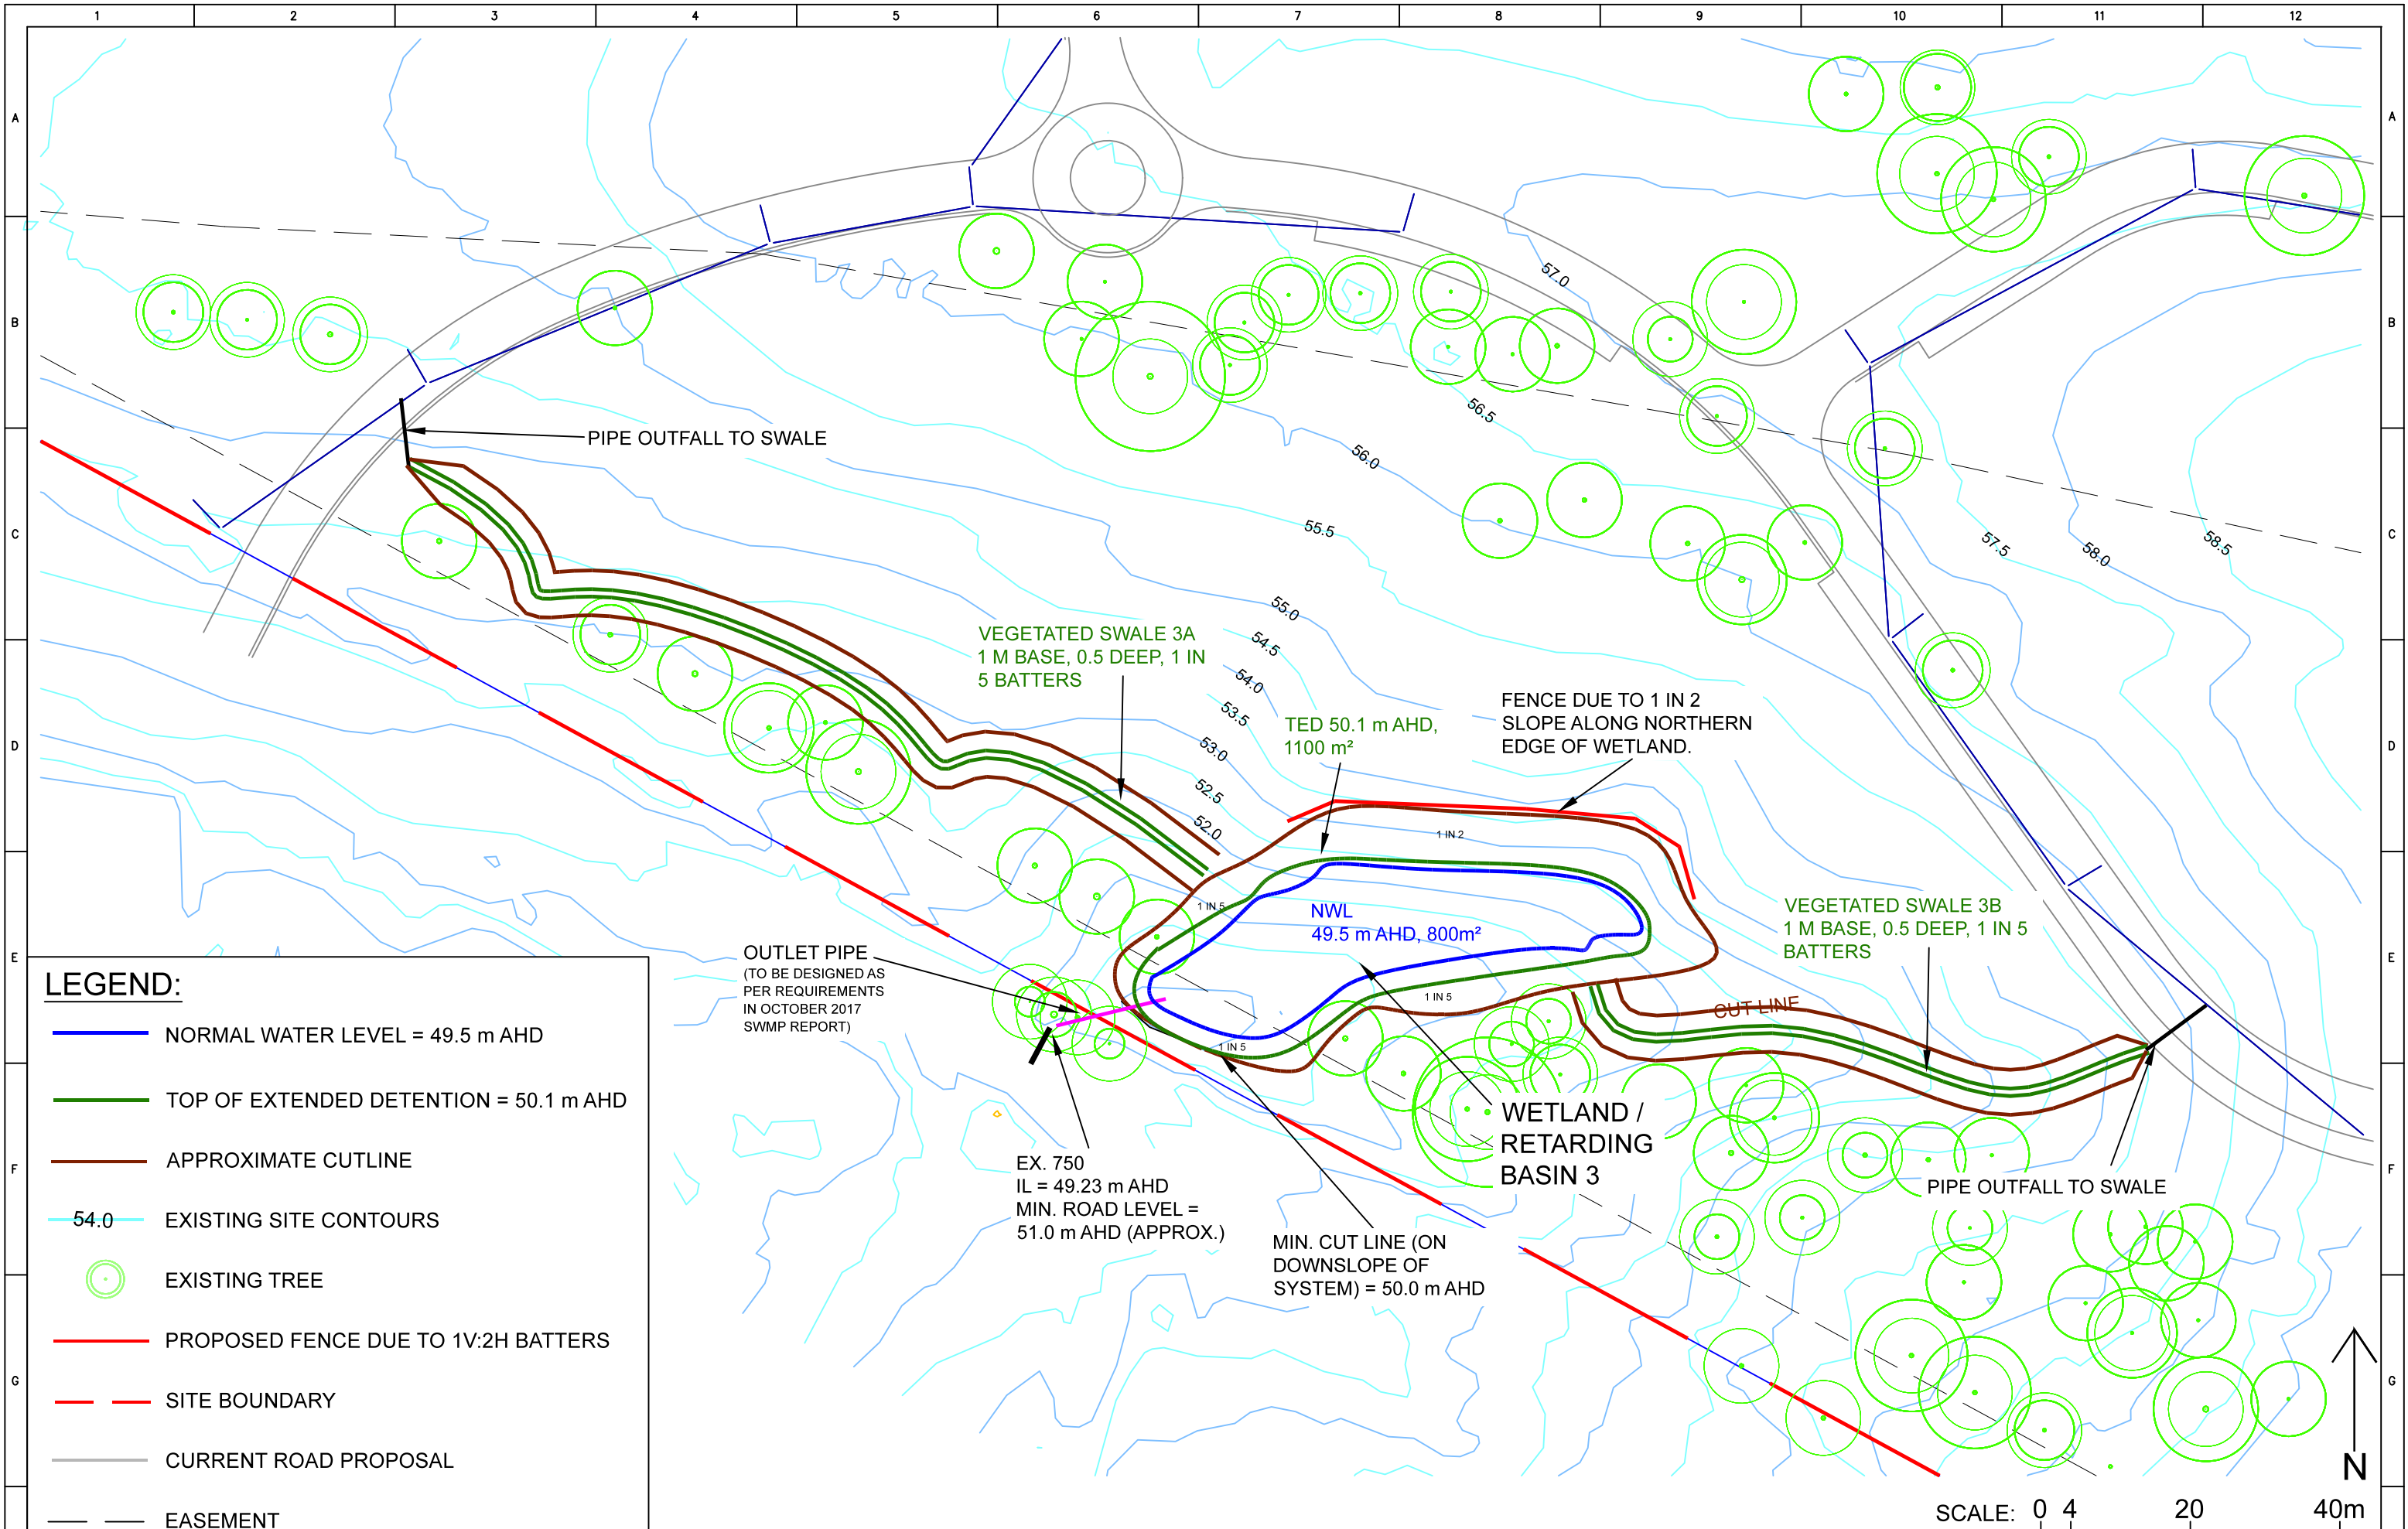 1 2 3 4 5 6 7 8 9 10 11 12
A A
B B
C C
D D
E E
F F
G G
57.0
56.5
56.0
55.5
55.0
54.5
54.0
53.5
53.0
52.5
52.0
57.5
58.0
58.5
PIPE OUTFALL TO SWALE
VEGETATED SWALE 3A
1 M BASE, 0.5 DEEP, 1 IN
5 BATTERS
TED 50.1 m AHD,
1100 m²
FENCE DUE TO 1 IN 2
SLOPE ALONG NORTHERN
EDGE OF WETLAND.
1 IN 2
1 IN 5
NWL
49.5 m AHD, 800m²
1 IN 5
1 IN 5
VEGETATED SWALE 3B
1 M BASE, 0.5 DEEP, 1 IN 5
BATTERS
CUT LINE
OUTLET PIPE
(TO BE DESIGNED AS
PER REQUIREMENTS
IN OCTOBER 2017
SWMP REPORT)
EX. 750
IL = 49.23 m AHD
MIN. ROAD LEVEL =
51.0 m AHD (APPROX.)
WETLAND /
RETARDING
BASIN 3
MIN. CUT LINE (ON
DOWNSLOPE OF
SYSTEM) = 50.0 m AHD
PIPE OUTFALL TO SWALE
LEGEND:
NORMAL WATER LEVEL = 49.5 m AHD
TOP OF EXTENDED DETENTION = 50.1 m AHD
APPROXIMATE CUTLINE
54.0 EXISTING SITE CONTOURS
EXISTING TREE
PROPOSED FENCE DUE TO 1V:2H BATTERS
SITE BOUNDARY
CURRENT ROAD PROPOSAL
EASEMENT
N
SCALE: 0 4 20 40m